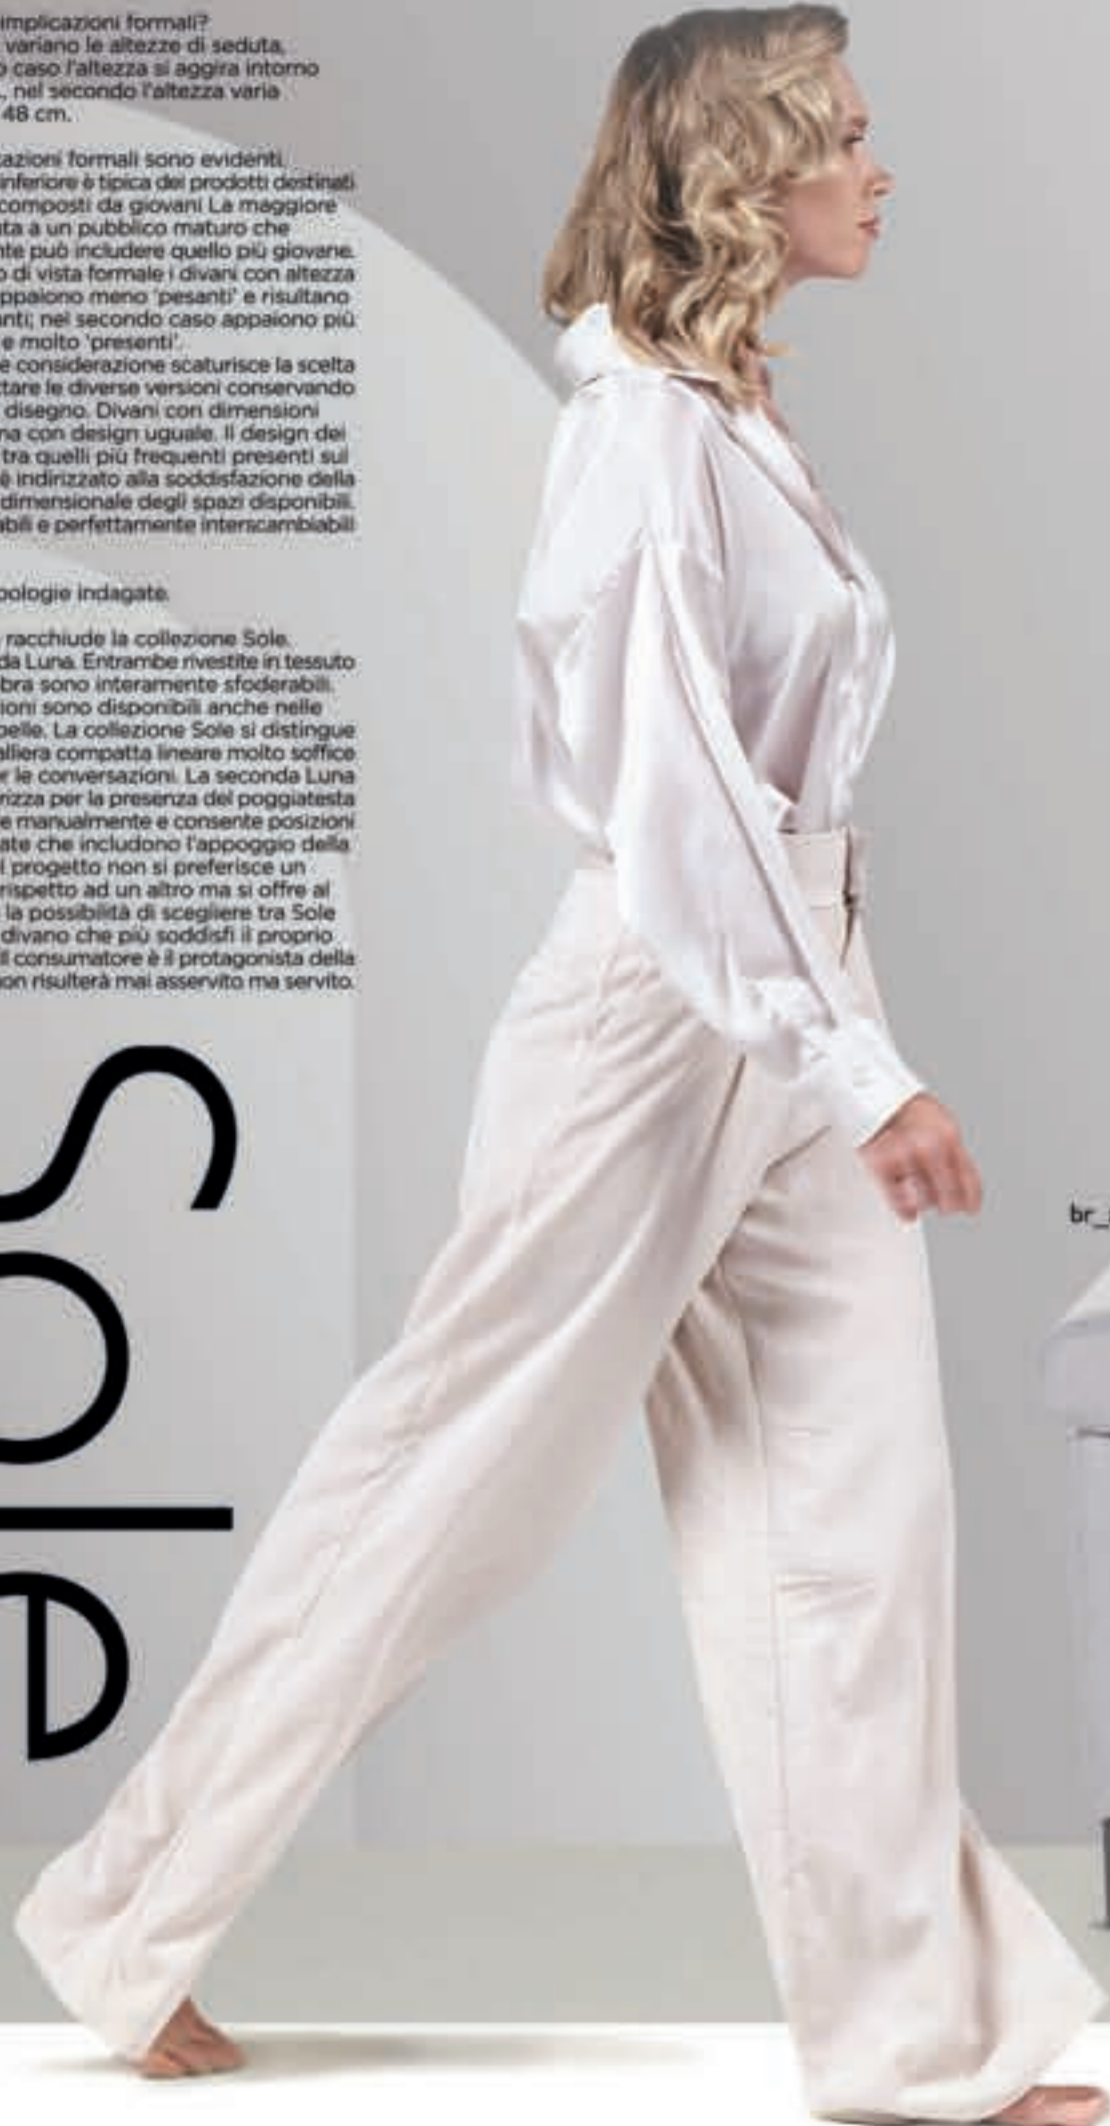 implicazioni formali?
variano le altezze di seduta,
o caso l'altezza si aggira intorno
., nel secondo l'altezza varia
48 cm.
azioni formali sono evidenti.
inferiore è tipica dei prodotti destinati
composti da giovani La maggiore
ta a un pubblico maturo che
nte può includere quello più giovane.
o di vista formale i divani con altezza
ppaiono meno 'pesanti' e risultano
nti; nel secondo caso appaiono più
e molto 'presenti'.
e considerazione scaturisce la scelta
ttare le diverse versioni conservando
disegno. Divani con dimensioni
na con design uguale. Il design dei
tra quelli più frequenti presenti sul
è indirizzato alla soddisfazione della
dimensionale degli spazi disponibili.
abili e perfettamente interscambiabili
pologie indagate.
racchiude la collezione Sole.
da Luna. Entrambe rivestite in tessuto
bra sono interamente sfoderabili.
ioni sono disponibili anche nelle
pelle. La collezione Sole si distingue
alliera compatta lineare molto soffice
r le conversazioni. La seconda Luna
rizza per la presenza del poggiatesta
e manualmente e consente posizioni
ate che includono l'appoggio della
l progetto non si preferisce un
rispetto ad un altro ma si offre al
la possibilità di scegliere tra Sole
divano che più soddisfi il proprio
Il consumatore è il protagonista della
non risulterà mai asservito ma servito.
Sole
br_